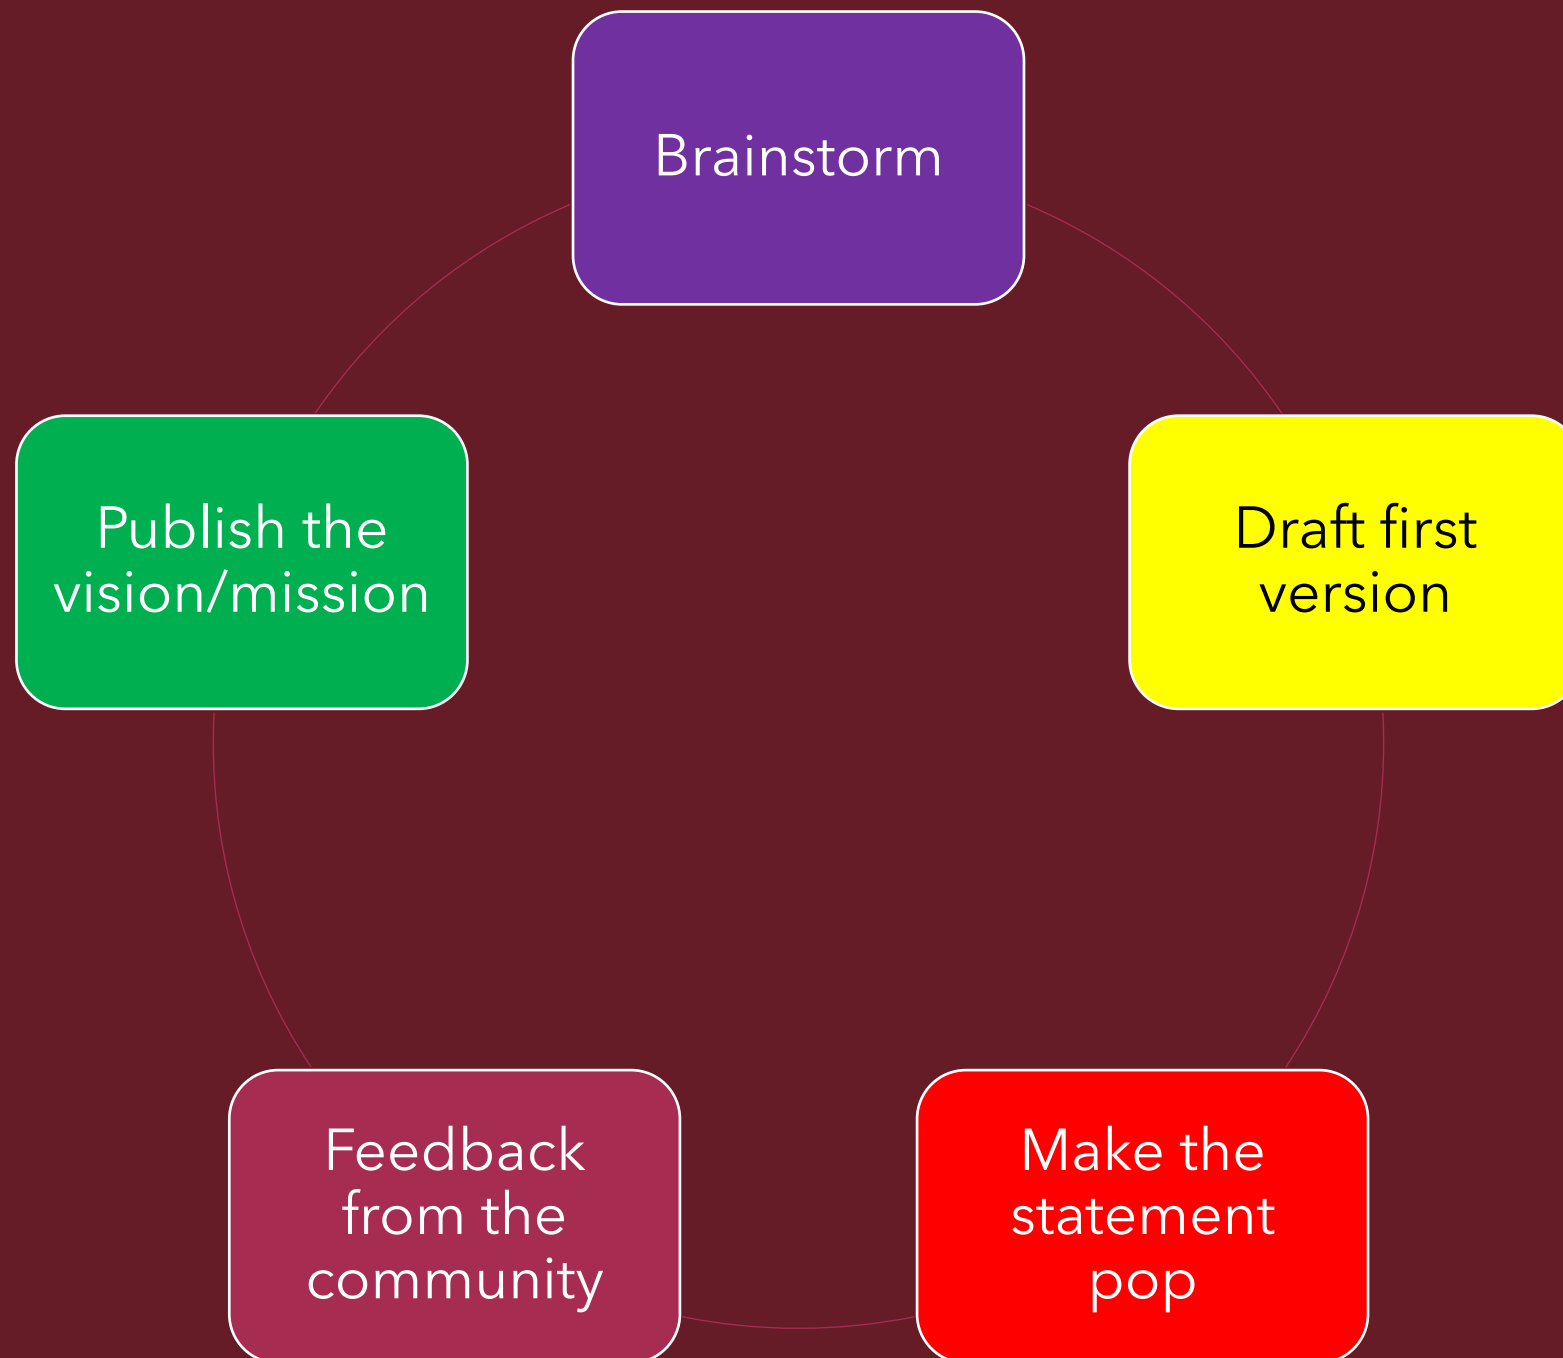 Brainstorm
Draft first
version
Make the
statement
pop
Feedback
from the
community
Publish the
vision/mission